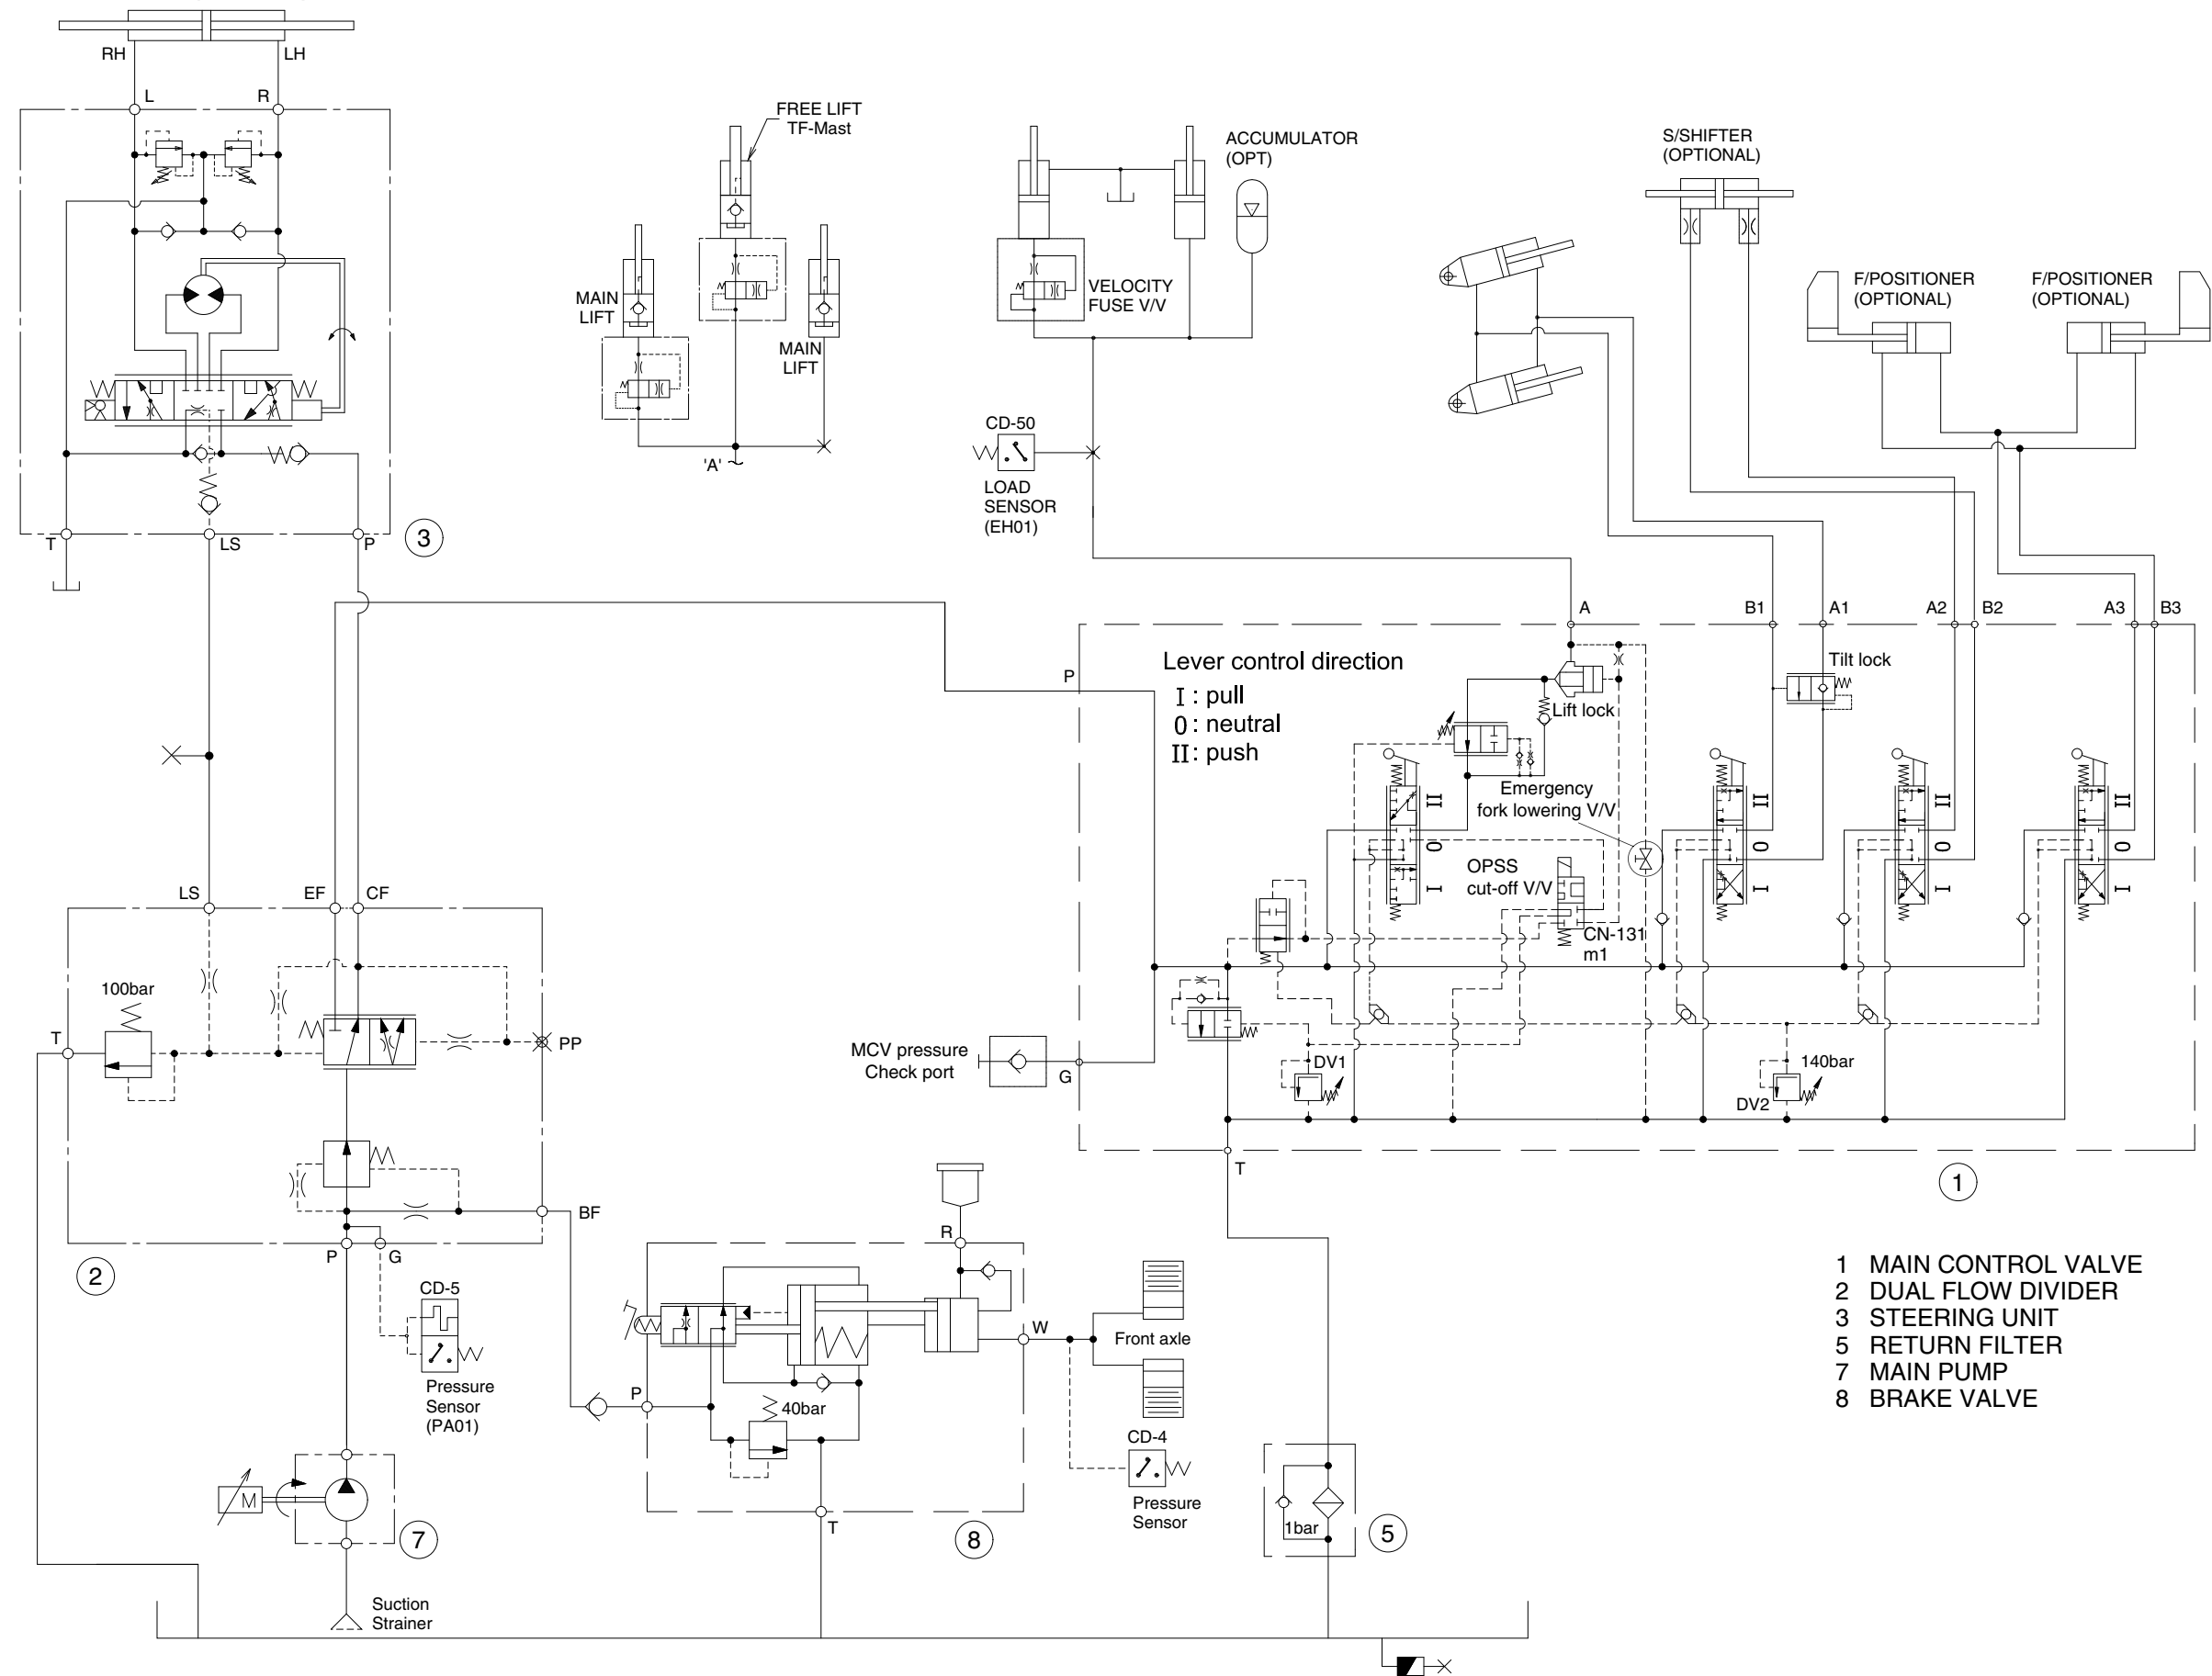 RH
LH
L
R
T
LS
P
3
FREE LIFT
TF-Mast
MAIN
LIFT
MAIN
LIFT
'A'
ACCUMULATOR
(OPT)
VELOCITY
FUSE V/V
CD-50
LOAD
SENSOR
(EH01)
S/SHIFTER
(OPTIONAL)
F/POSITIONER
(OPTIONAL)
F/POSITIONER
(OPTIONAL)
A
B1
A1
A2
B2
A3
B3
P
Lever control direction
I : pull
0 : neutral
II : push
Lift lock
Tilt lock
Emergency
fork lowering V/V
OPSS
cut-off V/V
CN-131
m1
II
0
I
II
0
I
II
0
I
II
0
I
MCV pressure
Check port
G
DV1
140bar
DV2
T
1
LS
EF
CF
100bar
T
PP
BF
P
G
2
CD-5
Pressure
Sensor
(PA01)
M
7
Suction
Strainer
R
W
P
40bar
T
8
Front axle
CD-4
Pressure
Sensor
1bar
5
1 MAIN CONTROL VALVE
2 DUAL FLOW DIVIDER
3 STEERING UNIT
5 RETURN FILTER
7 MAIN PUMP
8 BRAKE VALVE